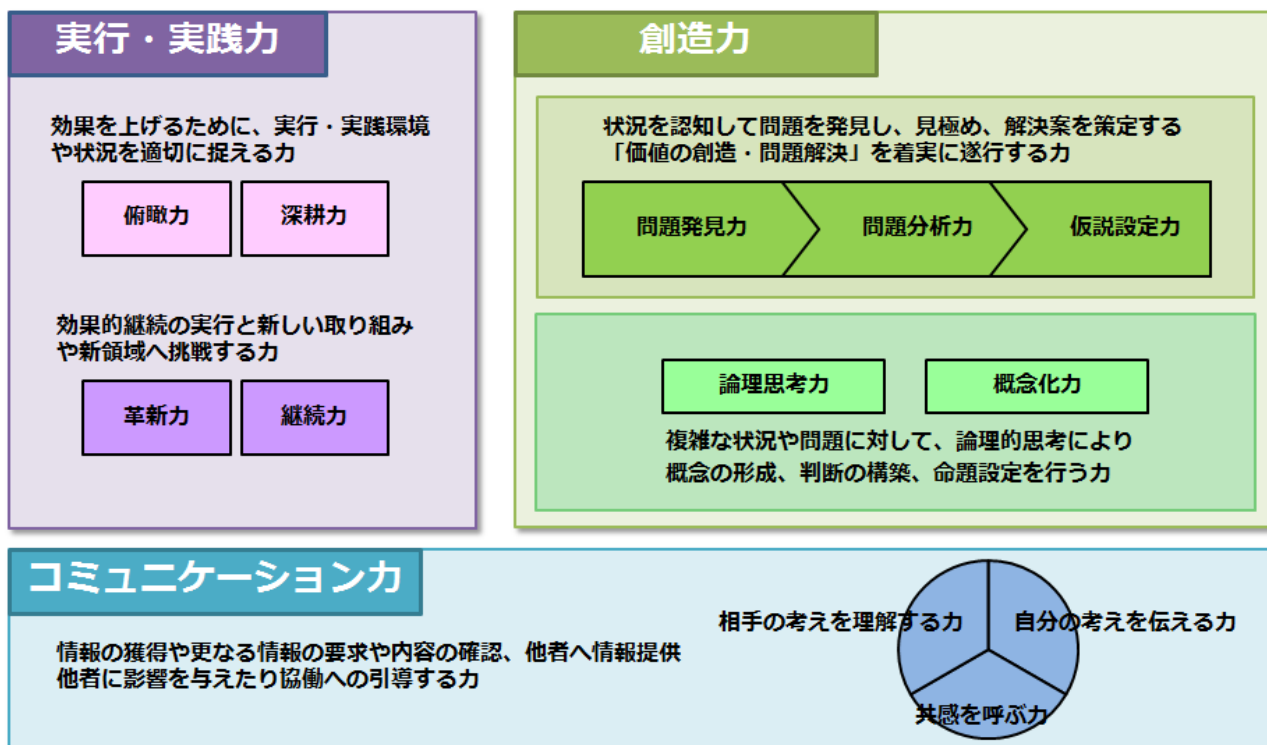 実行・実践力
効果を上げるために、実行・実践環境
や状況を適切に捉える力
俯瞰力
深耕力
効果的継続の実行と新しい取り組み
や新領域へ挑戦する力
革新力
継続力
創造力
状況を認知して問題を発見し、見極め、解決案を策定する
「価値の創造・問題解決」を着実に遂行する力
問題発見力
問題分析力
仮説設定力
論理思考力
概念化力
複雑な状況や問題に対して、論理的思考により
概念の形成、判断の構築、命題設定を行う力
コミュニケーション力
情報の獲得や更なる情報の要求や内容の確認、他者へ情報提供
他者に影響を与えたり協働への引導する力
相手の考えを理解する力
自分の考えを伝える力
共感を呼ぶ力